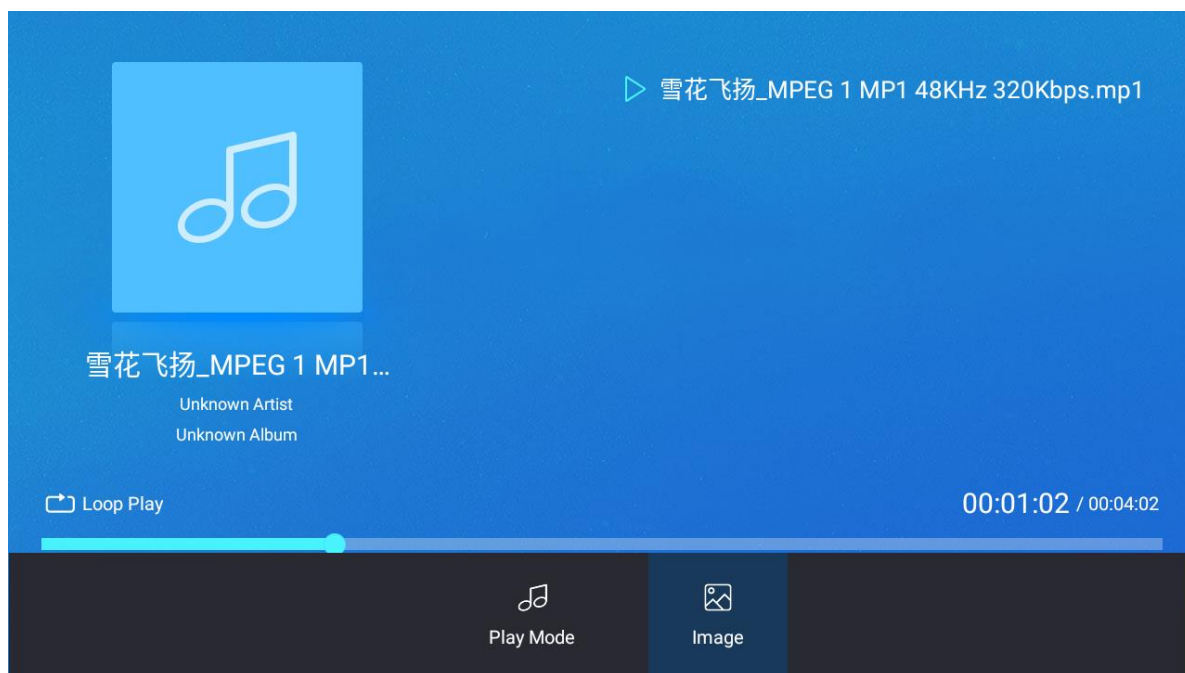 雪花飞扬_MPEG 1 MP1 48KHz 320Kbps.mp1
雪花飞扬_MPEG 1 MP1...
Unknown Artist
Unknown Album
Loop Play
00:01:02 / 00:04:02
Play Mode
Image